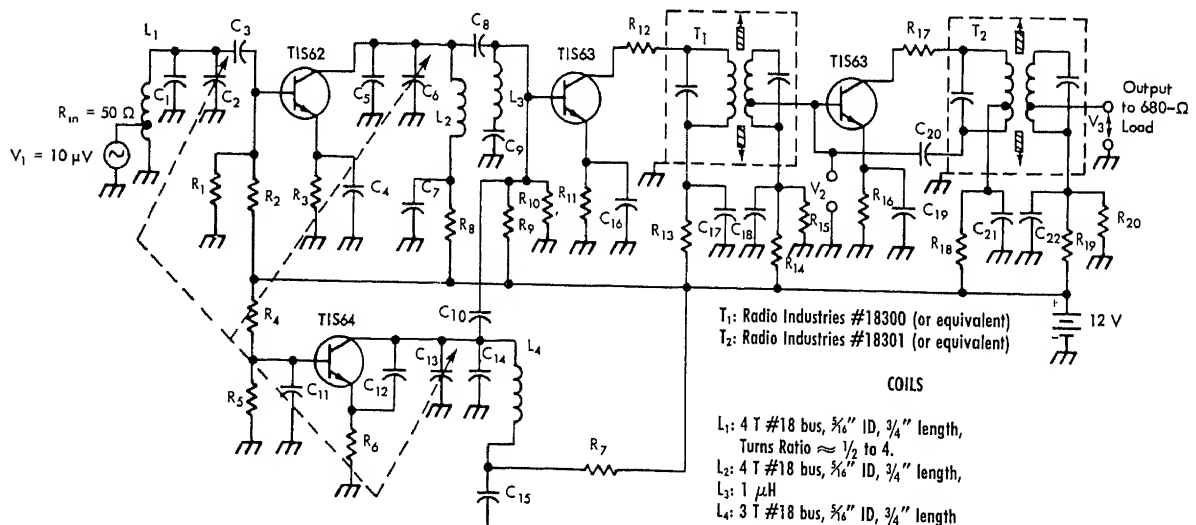 L₁
C₃
TIS62
C₈
R₁₂
T₁
R₁₇
T₂
TIS63
TIS63
C₁
C₂
C₅
C₆
L₂
L₃
C₉
R_in = 50 Ω
V₁ = 10 μV
R₁
R₂
R₃
C₄
C₇
R₈
R₁₀
R₉
R₁₁
C₁₆
R₁₃
C₁₇
C₁₈
R₁₅
R₁₄
V₂
C₂₀
R₁₆
C₁₉
R₁₈
C₂₁
C₂₂
R₁₉
R₂₀
Output
to 680-Ω
Load
V₃
R₄
TIS64
C₁₀
C₁₃
C₁₄
L₄
R₅
C₁₁
C₁₂
R₆
R₇
C₁₅
+
-
12 V
T₁: Radio Industries #18300 (or equivalent)
T₂: Radio Industries #18301 (or equivalent)
COILS
L₁: 4 T #18 bus, 5/16" ID, 3/4" length,
Turns Ratio ≈ 1/2 to 4.
L₂: 4 T #18 bus, 5/16" ID, 3/4" length,
L₃: 1 μH
L₄: 3 T #18 bus, 5/16" ID, 3/4" length